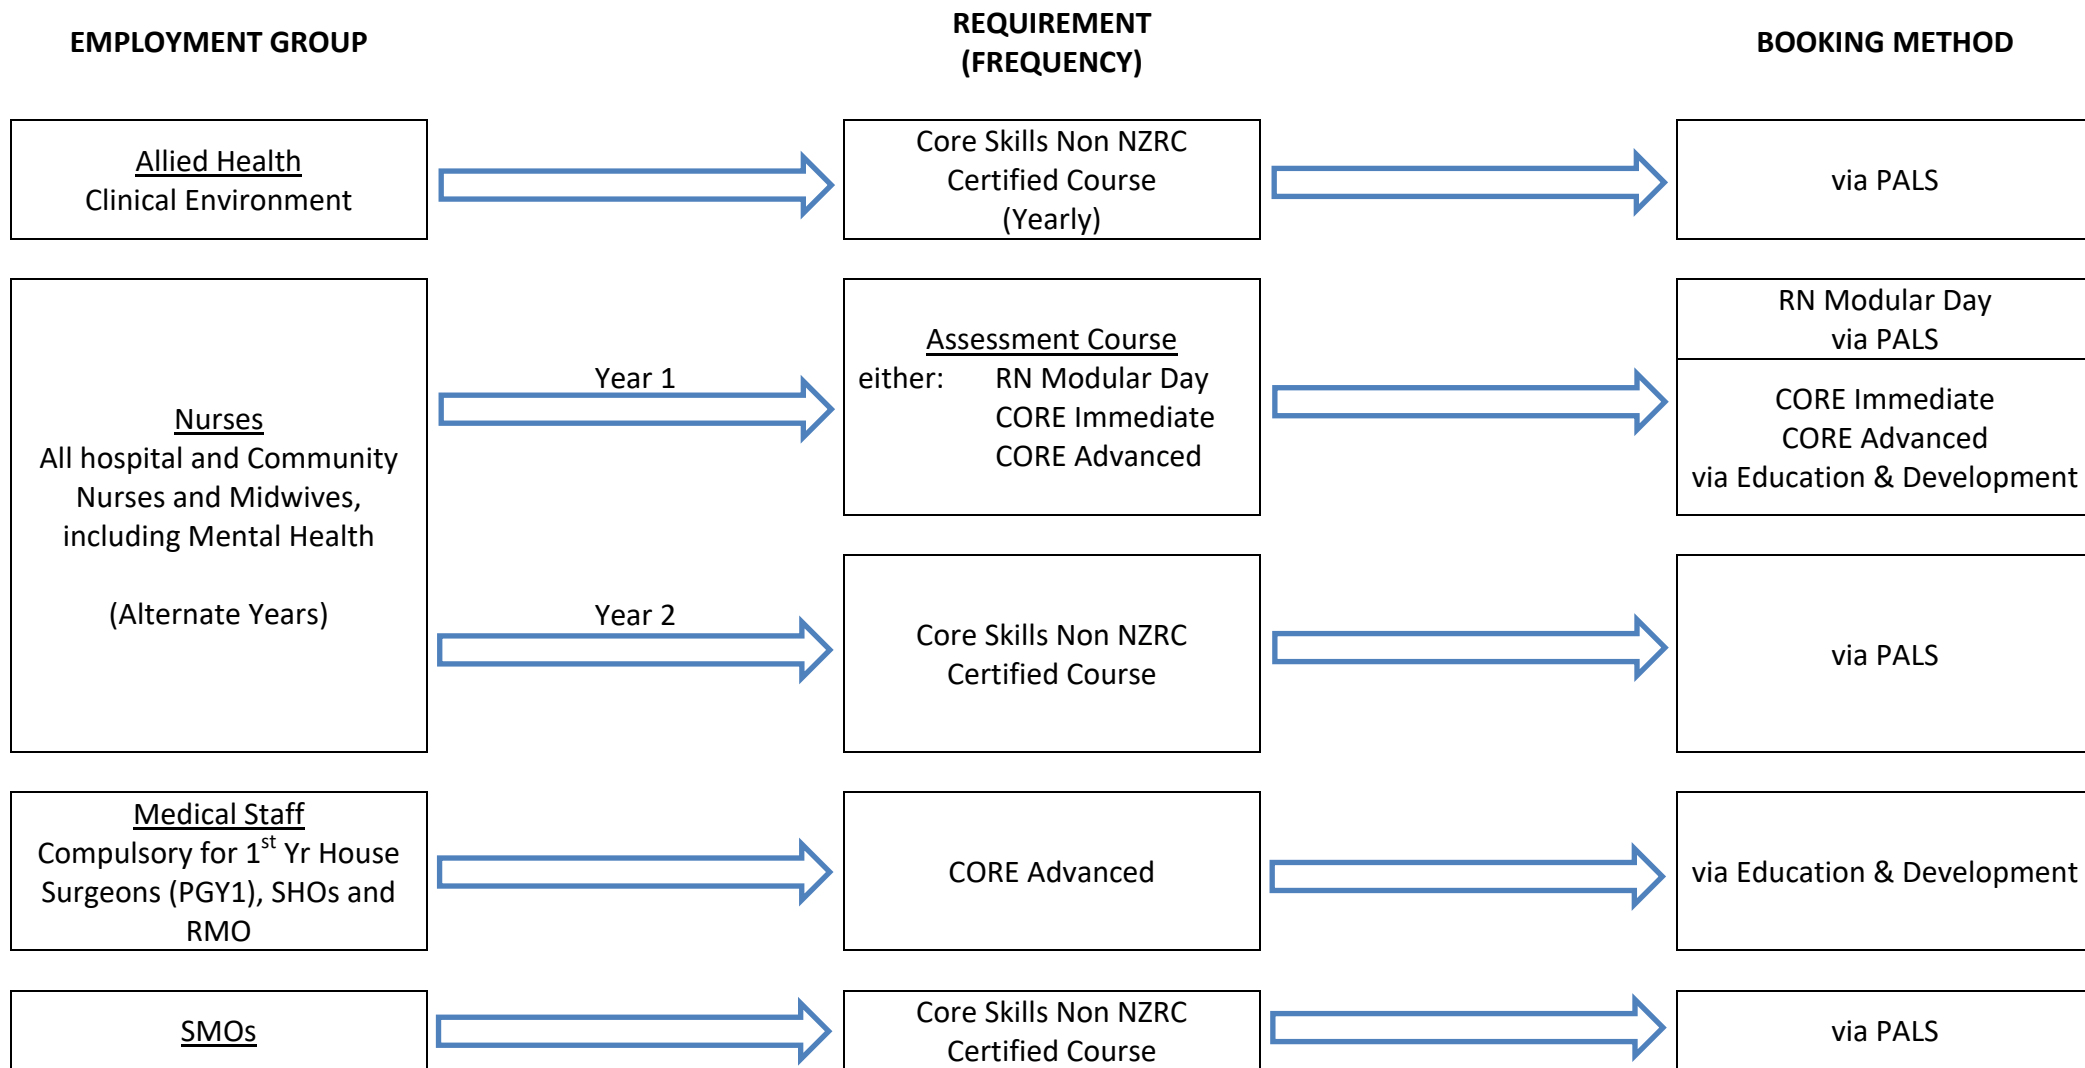 EMPLOYMENT GROUP
REQUIREMENT
(FREQUENCY)
BOOKING METHOD
Allied Health
Clinical Environment
Core Skills Non NZRC
Certified Course
(Yearly)
via PALS
Nurses
All hospital and Community
Nurses and Midwives,
including Mental Health
(Alternate Years)
Year 1
Assessment Course
either: RN Modular Day
CORE Immediate
CORE Advanced
RN Modular Day
via PALS
CORE Immediate
CORE Advanced
via Education & Development
Year 2
Core Skills Non NZRC
Certified Course
via PALS
Medical Staff
Compulsory for 1st Yr House
Surgeons (PGY1), SHOs and
RMO
CORE Advanced
via Education & Development
SMOs
Core Skills Non NZRC
Certified Course
via PALS